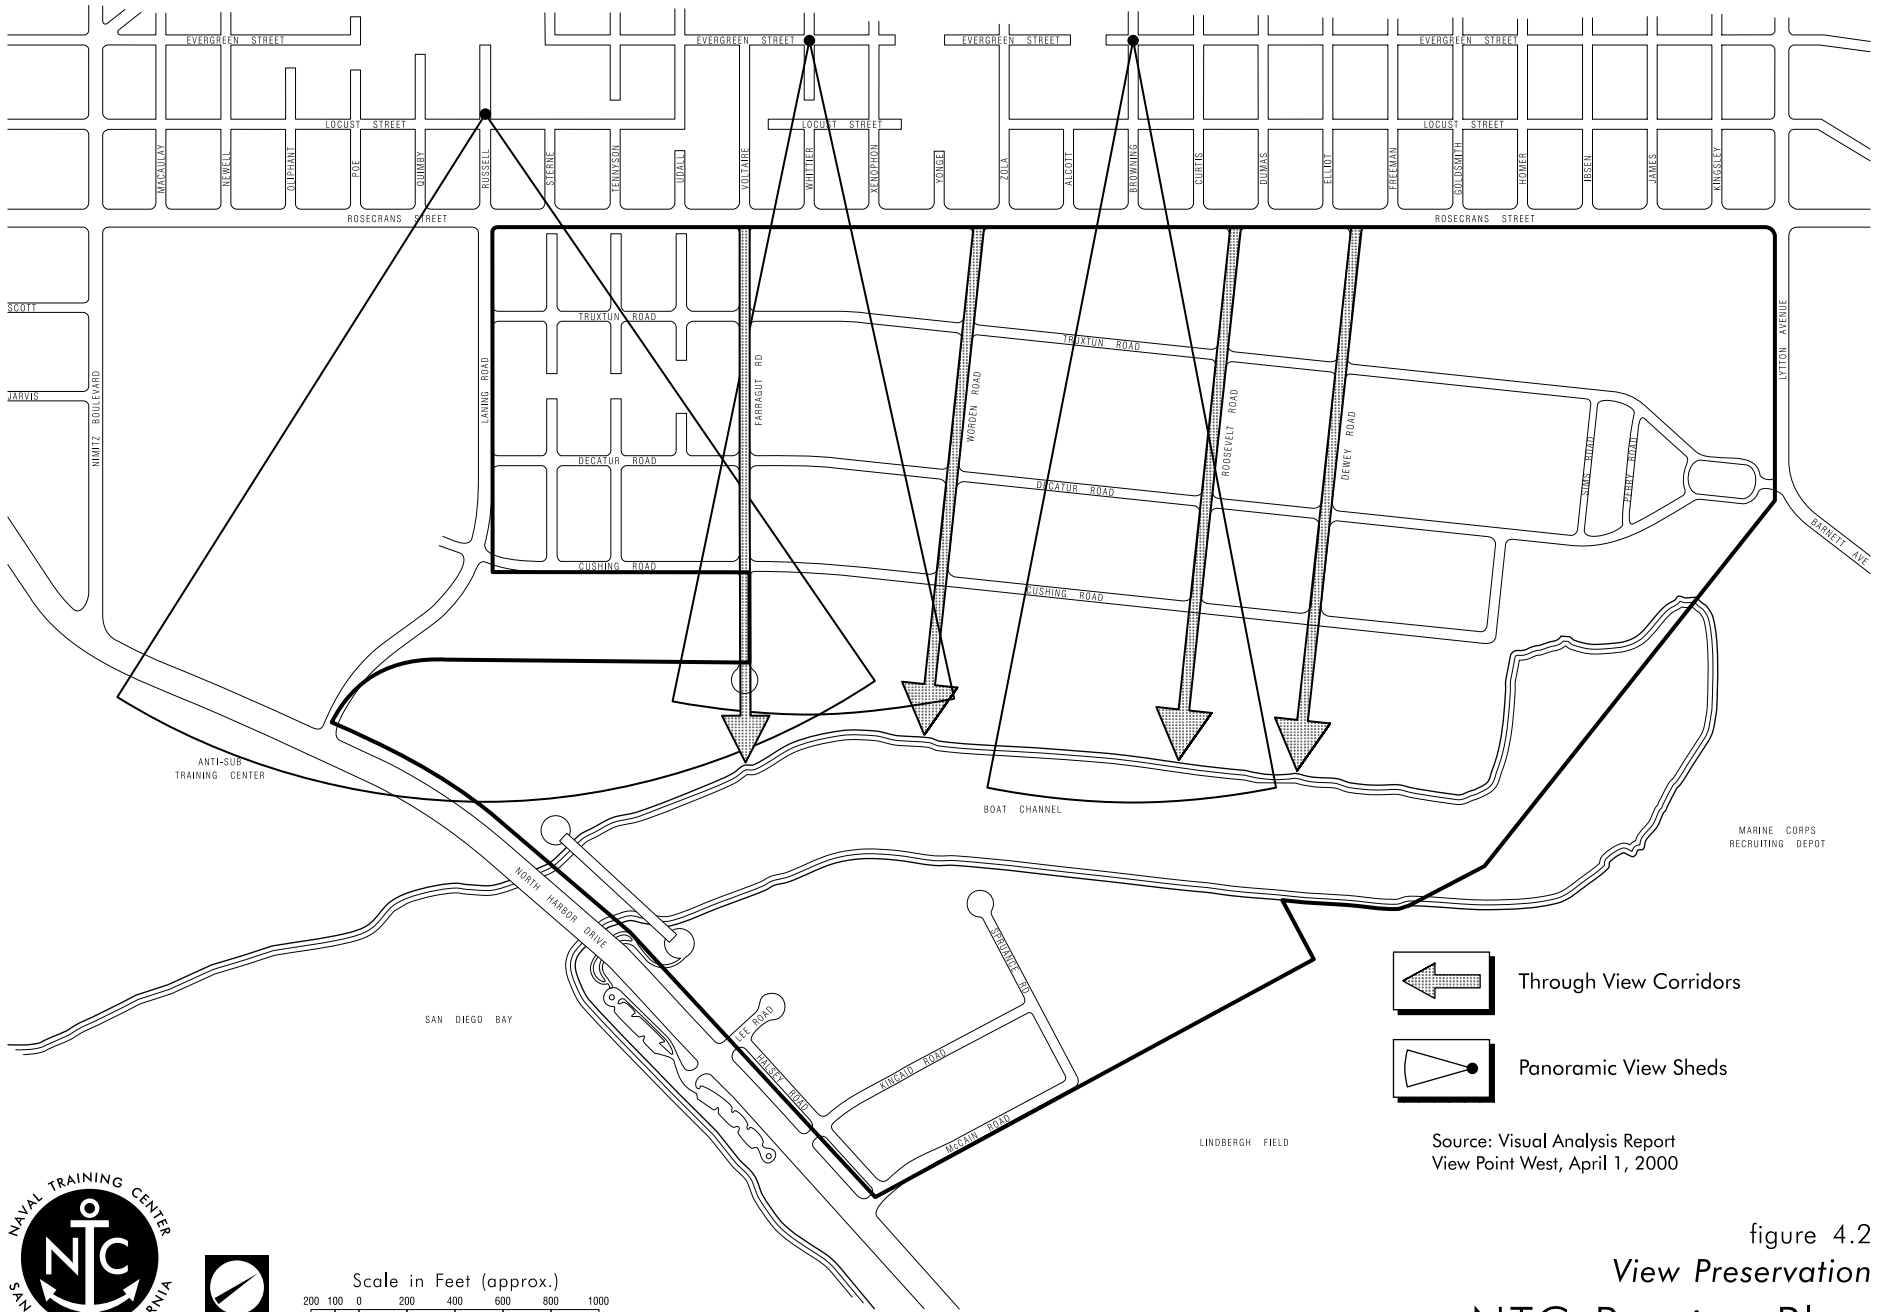 EVERGREEN STREET
EVERGREEN STREET
EVERGREEN STREET
EVERGREEN STREET
LOCUST STREET
LOCUST STREET
LOCUST STREET
MACAULAY
NEWELL
OLIPHANT
POE
QUIMBY
RUSSELL
STERNE
TENNYSON
UDALL
VOLTAIRE
WHITTIER
XENOPHON
YONGE
ZOLA
ALCOTT
BROWNING
CURTIS
DUMAS
ELLIOT
FREEMAN
GOLDSMITH
HOMER
IBSEN
JAMES
KINGSLEY
ROSECRANS STREET
ROSECRANS STREET
SCOTT
JARVIS
NIMITZ BOULEVARD
LANING ROAD
TRUXTUN ROAD
TRUXTUN ROAD
FARRAGUT RD
WORDEN ROAD
ROOSEVELT ROAD
DEWEY ROAD
SIMS ROAD
PERRY ROAD
LYTTON AVENUE
BARNETT AVE
DECATUR ROAD
DECATUR ROAD
CUSHING ROAD
CUSHING ROAD
ANTI-SUB
TRAINING CENTER
BOAT CHANNEL
MARINE CORPS
RECRUITING DEPOT
NORTH HARBOR DRIVE
SAN DIEGO BAY
SPRUANCE RD
LEE ROAD
HALSEY ROAD
KINCAID ROAD
McCAIN ROAD
LINDBERGH FIELD
Through View Corridors
Panoramic View Sheds
Source: Visual Analysis Report
View Point West, April 1, 2000
NAVAL TRAINING CENTER
NTC
SAN
RNIA
Scale in Feet (approx.)
200 100 0 200 400 600 800 1000
figure 4.2
View Preservation